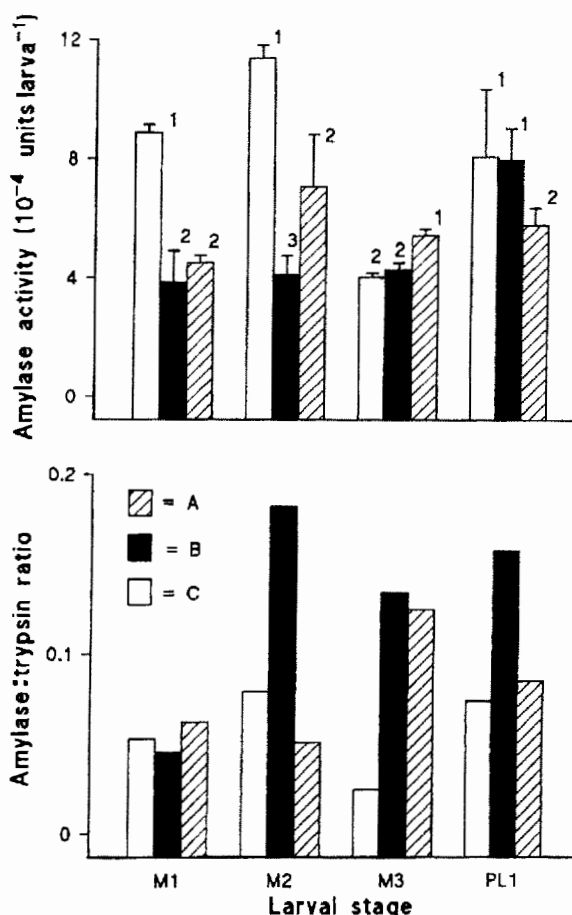 Amylase activity (10⁻⁴ units larva⁻¹)
12
8
4
0
1
2
2
1
3
2
2
2
1
1
1
2
Amylase:trypsin ratio
0.2
0.1
0
= A
= B
= C
M1
M2
M3
PL1
Larval stage